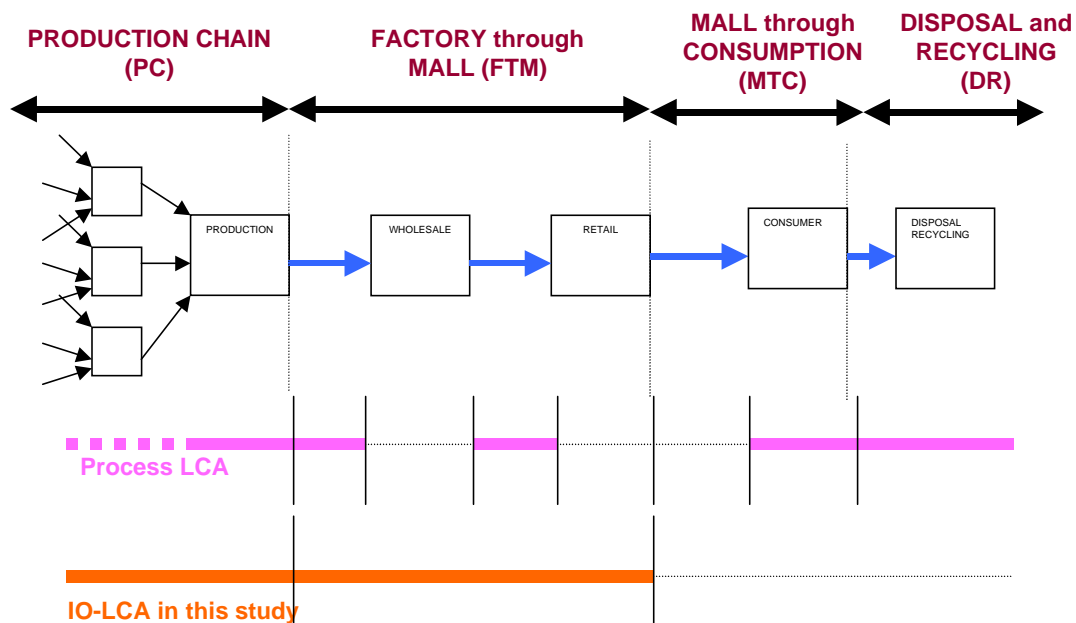 PRODUCTION CHAIN
(PC)
FACTORY through
MALL (FTM)
MALL through
CONSUMPTION
(MTC)
DISPOSAL and
RECYCLING
(DR)
PRODUCTION
WHOLESALE
RETAIL
CONSUMER
DISPOSAL
RECYCLING
Process LCA
IO-LCA in this study